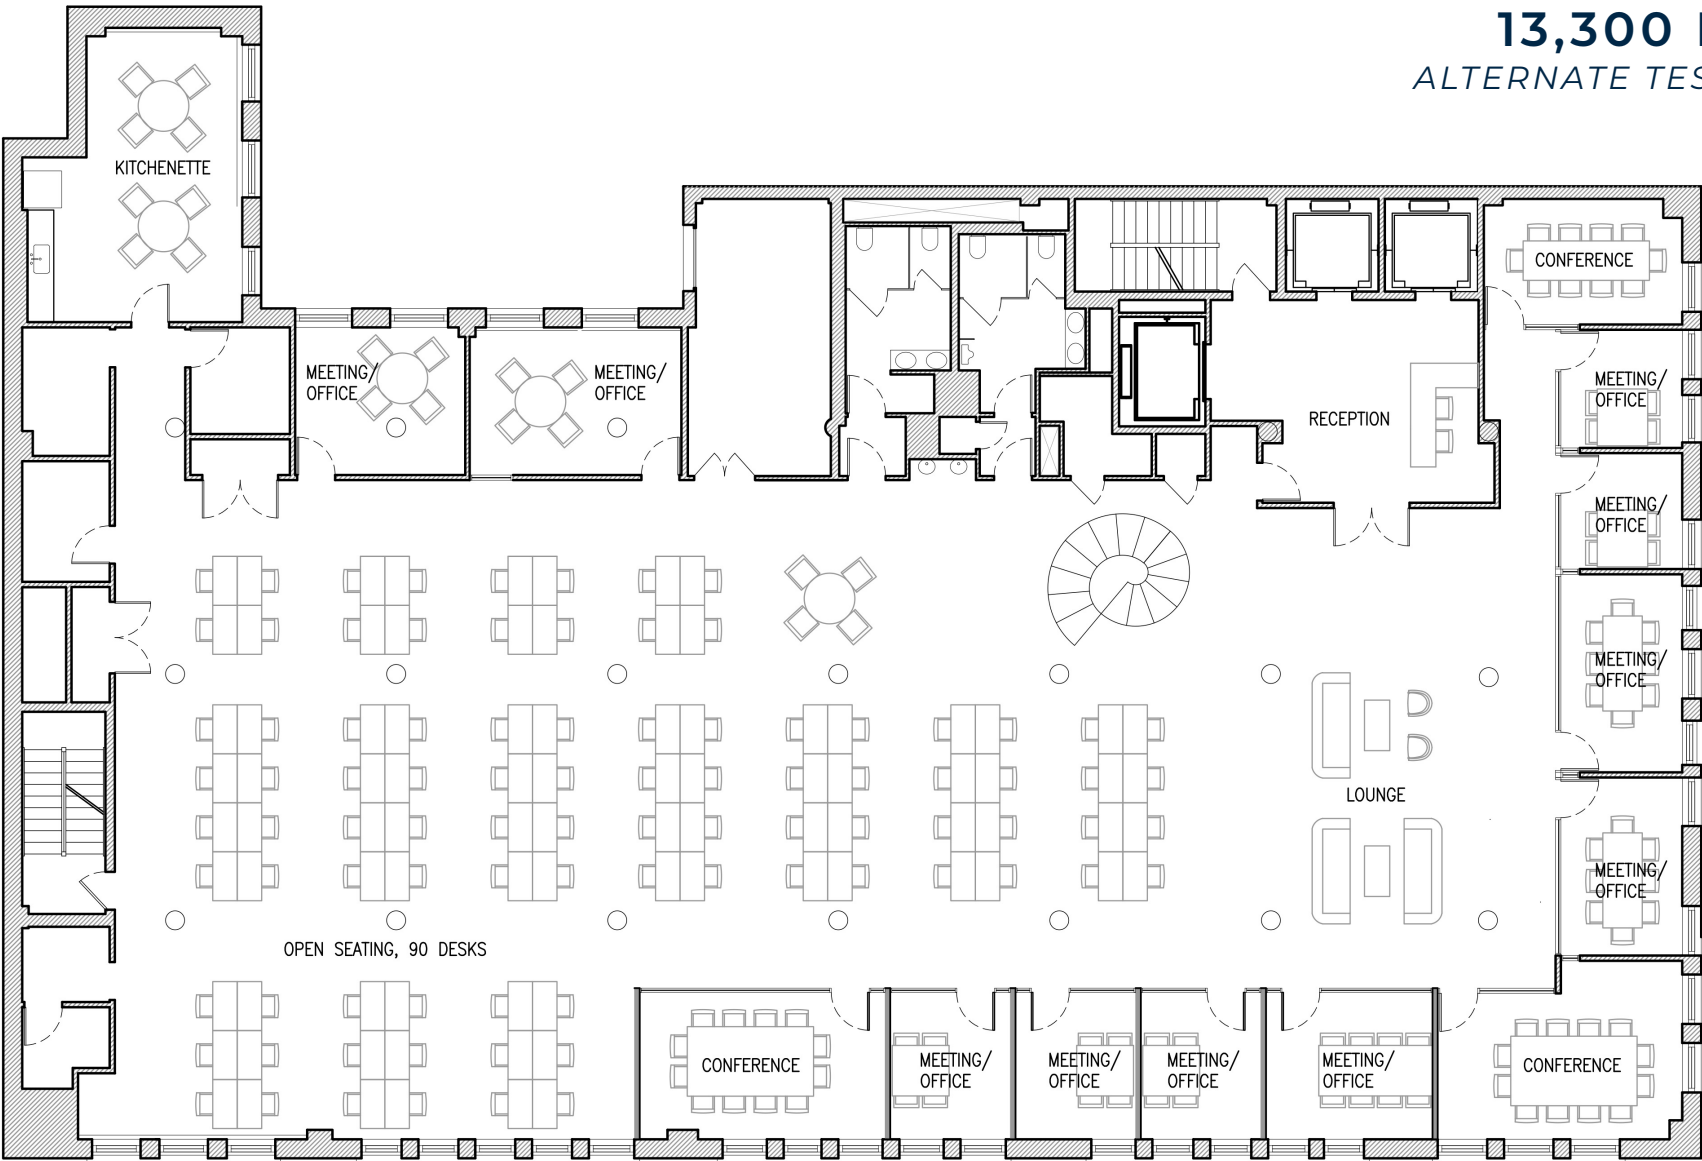 13,300
ALTERNATE TES
KITCHENETTE
CONFERENCE
MEETING/
OFFICE
MEETING/
OFFICE
MEETING/
OFFICE
RECEPTION
MEETING/
OFFICE
MEETING/
OFFICE
LOUNGE
MEETING/
OFFICE
OPEN SEATING, 90 DESKS
CONFERENCE
MEETING/
OFFICE
MEETING/
OFFICE
MEETING/
OFFICE
MEETING/
OFFICE
CONFERENCE